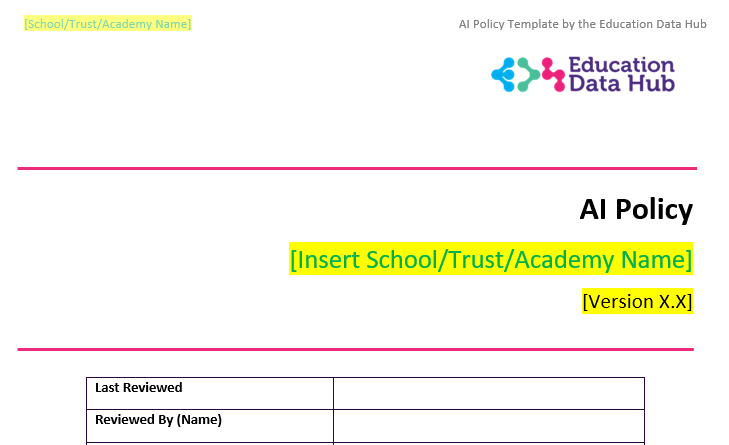 [School/Trust/Academy Name]
AI Policy Template by the Education Data Hub
Education
Data Hub
AI Policy
[Insert School/Trust/Academy Name]
[Version X.X]
Last Reviewed
Reviewed By (Name)